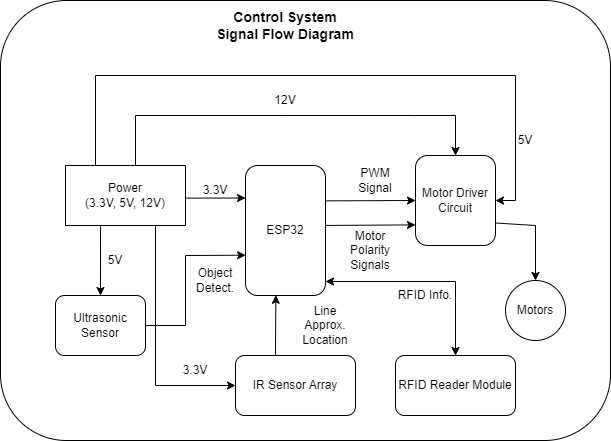 Control System
Signal Flow Diagram
12V
5V
Power
(3.3V, 5V, 12V)
3.3V
ESP32
PWM
Signal
Motor Driver
Circuit
Motor
Polarity
Signals
5V
Object
Detect.
RFID Info.
Motors
Ultrasonic
Sensor
Line
Approx.
Location
3.3V
IR Sensor Array
RFID Reader Module